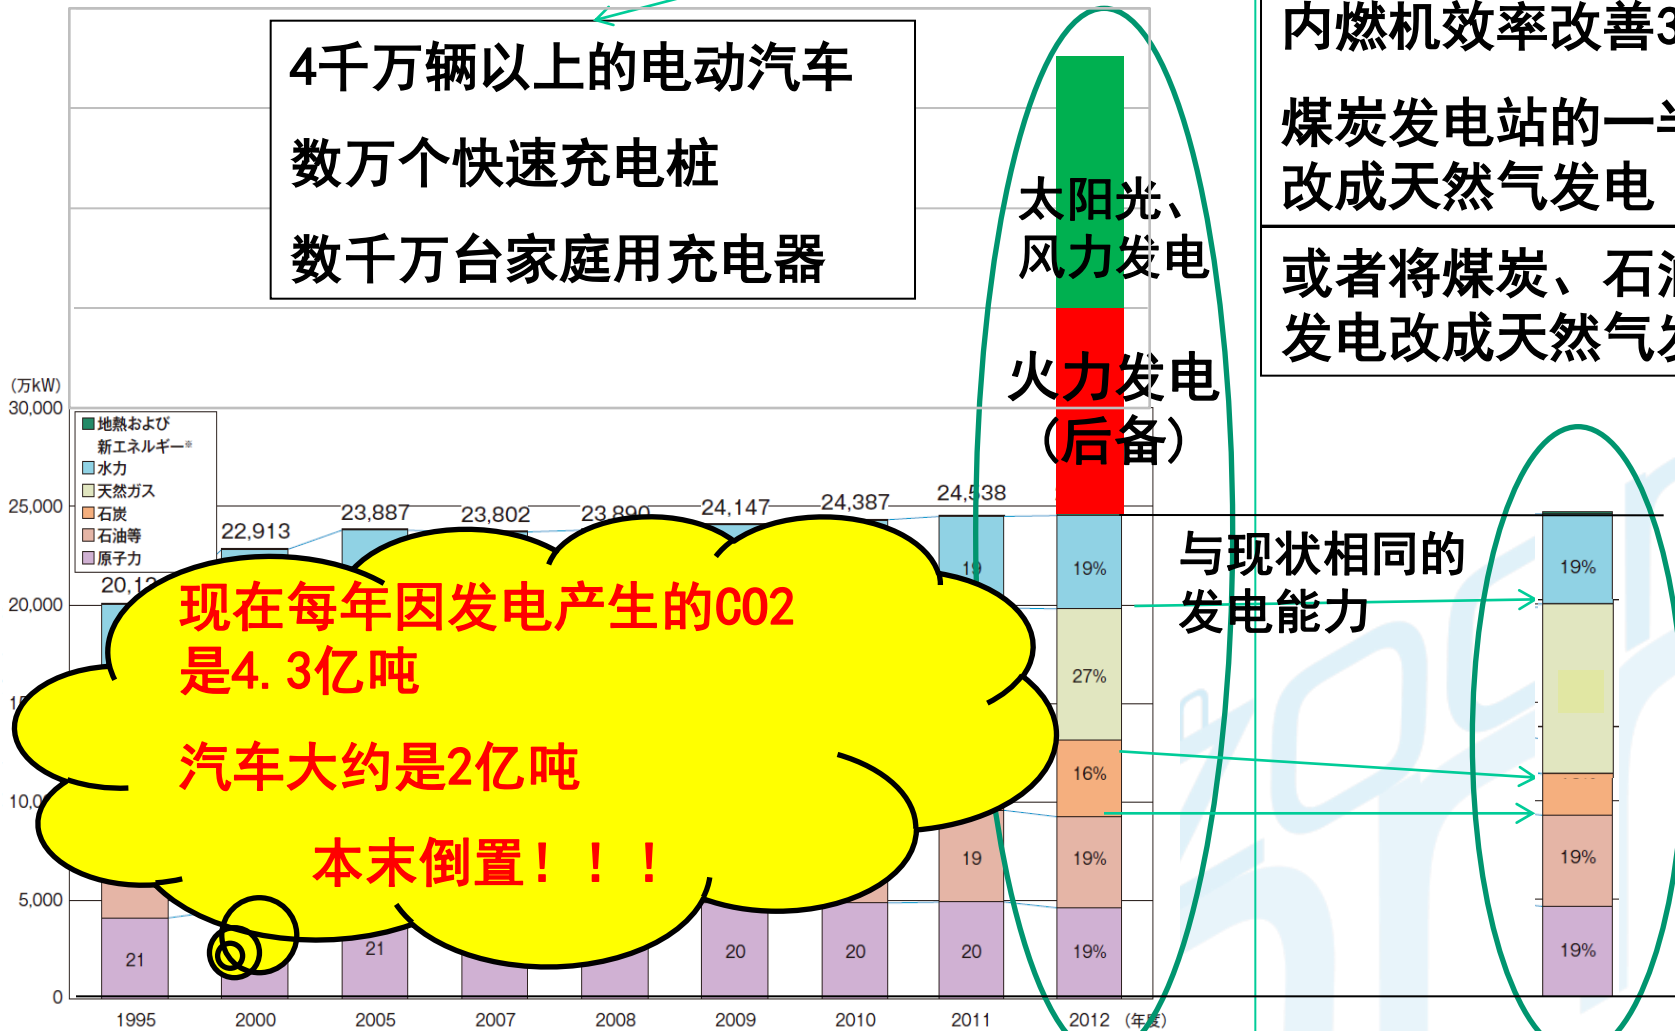 4千万辆以上的电动汽车
数万个快速充电桩
数千万台家庭用充电器
内燃机效率改善3
煤炭发电站的一半
改成天然气发电
或者将煤炭、石油
发电改成天然气发
太阳光、
风力发电
火力发电
(后备)
(万kW)
30,000
25,000
20,000
5,000
0
地熱および
新エネルギー※
水力
天然ガス
石炭
石油等
原子力
22,913
23,887
23,802
23,890
24,147
24,387
24,538
现在每年因发电产生的CO2
是4.3亿吨
汽车大约是2亿吨
本末倒置！！！
与现状相同的
发电能力
19
19%
27%
16%
19
19%
21
21
20
20
20
19%
19%
19%
19%
1995
2000
2005
2007
2008
2009
2010
2011
2012
(年度)